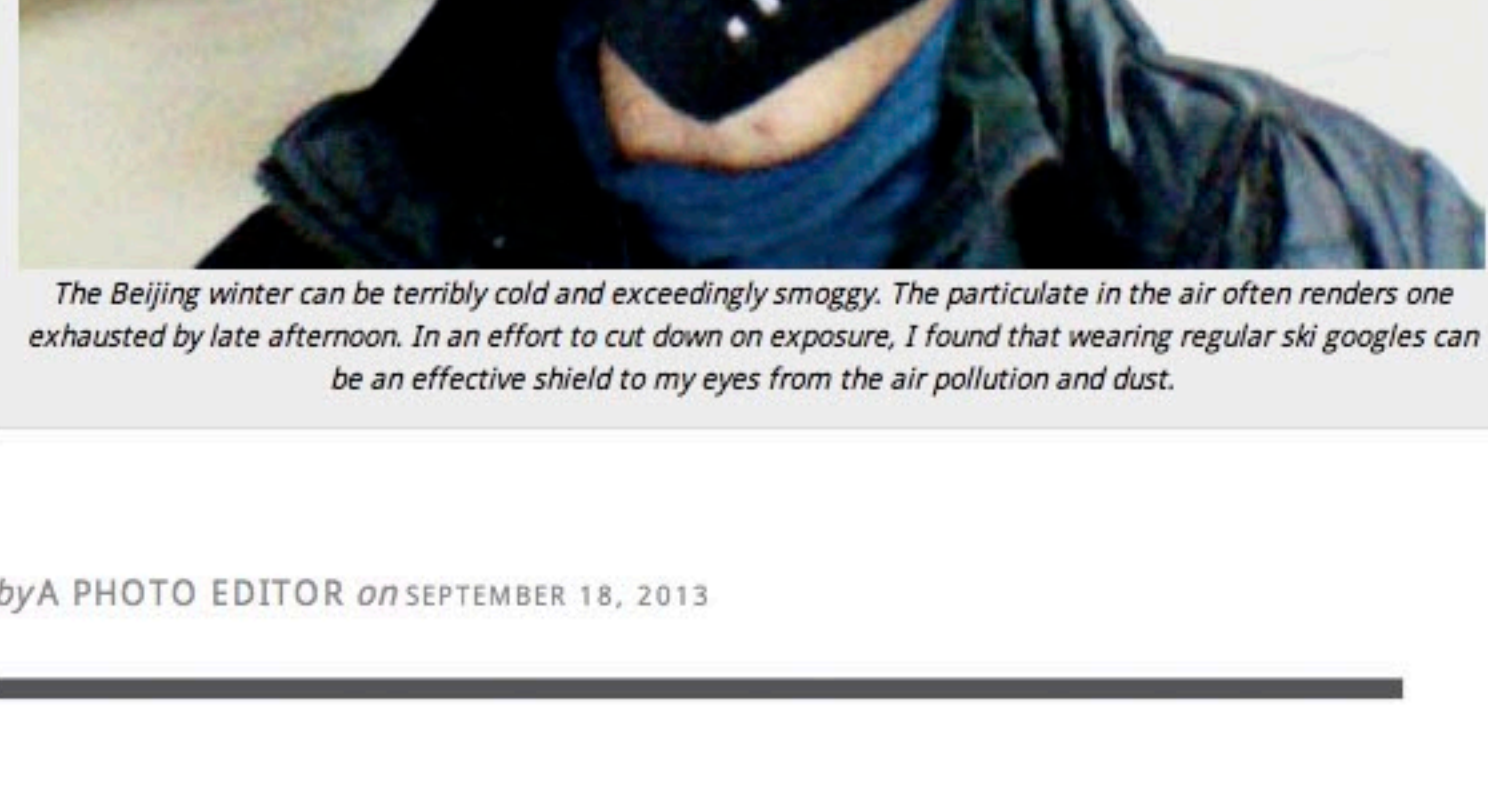 The Beijing winter can be terribly cold and exceedingly smoggy. The particulate in the air often renders one
exhausted by late afternoon. In an effort to cut down on exposure, I found that wearing regular ski googles can
be an effective shield to my eyes from the air pollution and dust.
by A PHOTO EDITOR on SEPTEMBER 18, 2013